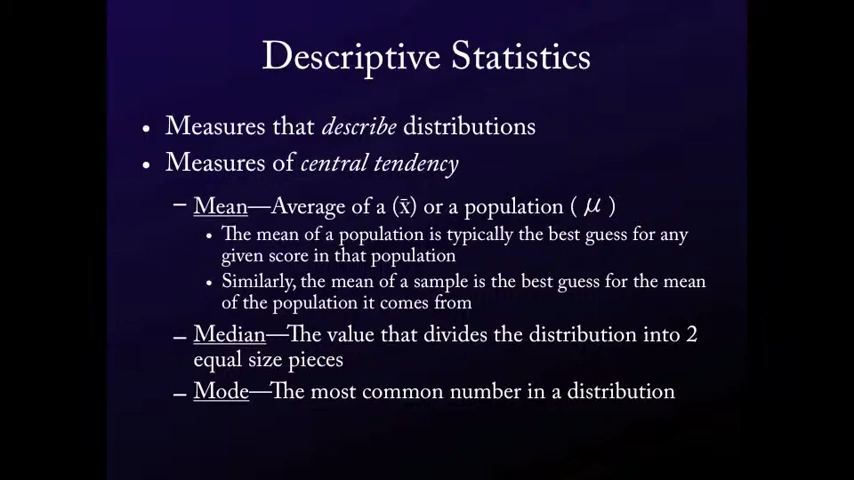 Descriptive Statistics
• Measures that describe distributions
• Measures of central tendency
– Mean—Average of a (x̄) or a population ( μ )
• The mean of a population is typically the best guess for any
given score in that population
• Similarly, the mean of a sample is the best guess for the mean
of the population it comes from
– Median—The value that divides the distribution into 2
equal size pieces
– Mode—The most common number in a distribution